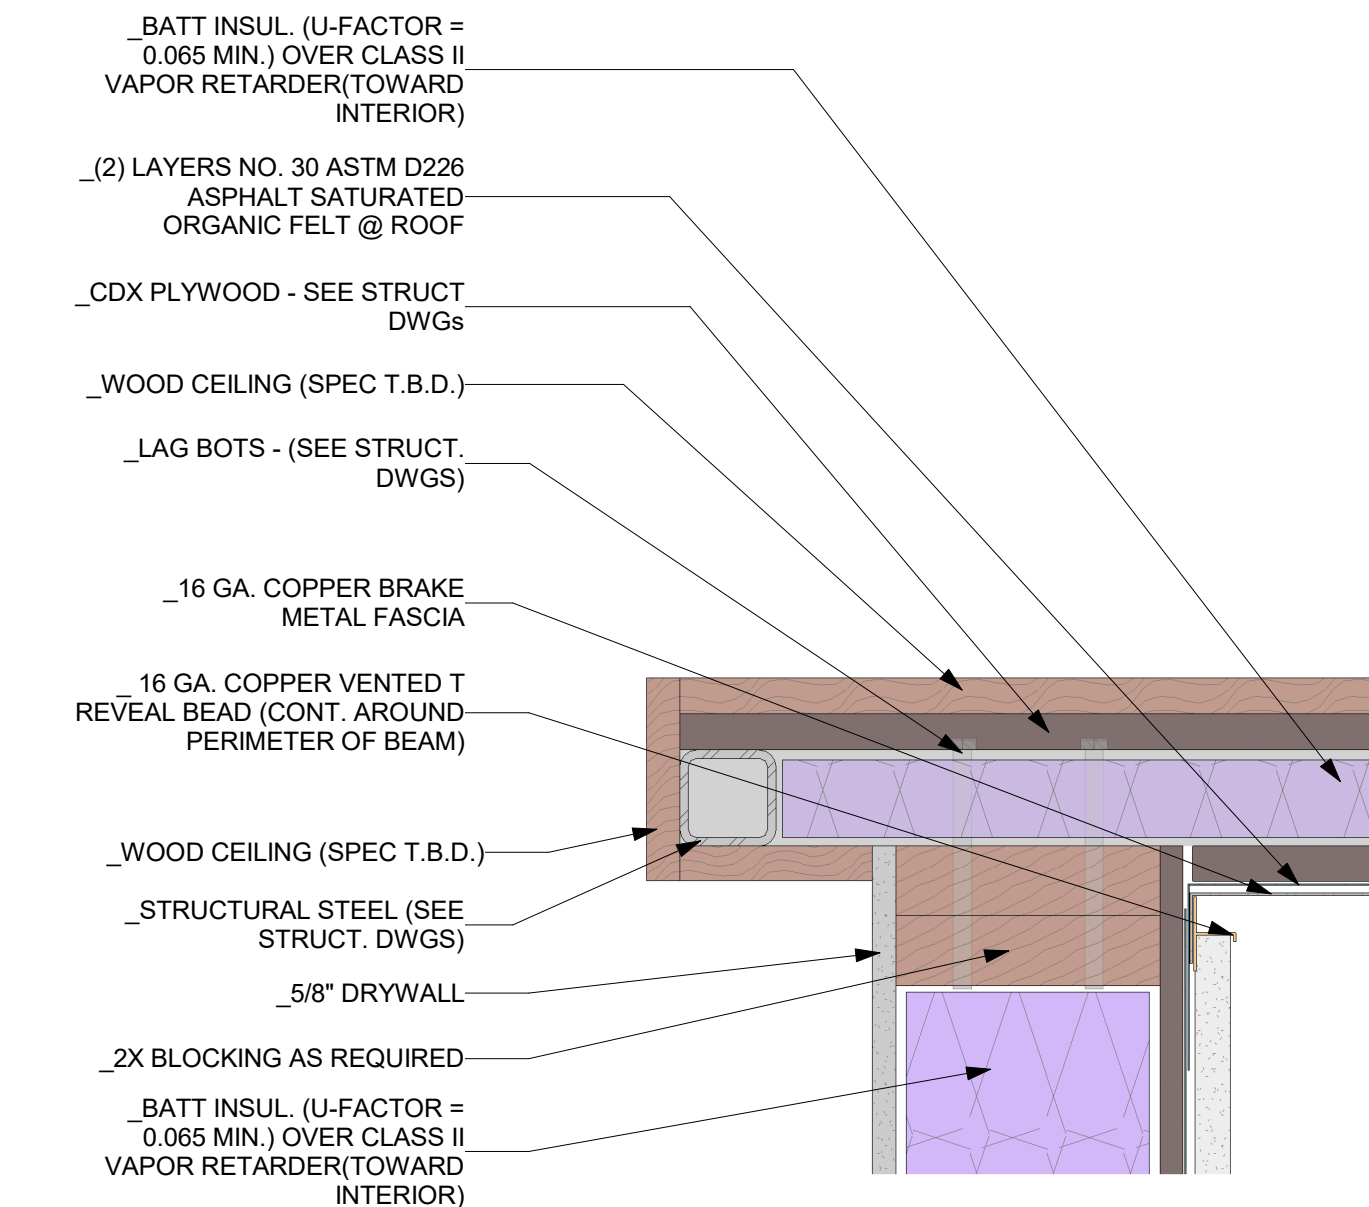 _BATT INSUL. (U-FACTOR =
0.065 MIN.) OVER CLASS II
VAPOR RETARDER(TOWARD
INTERIOR)
_(2) LAYERS NO. 30 ASTM D226
ASPHALT SATURATED
ORGANIC FELT @ ROOF
_CDX PLYWOOD - SEE STRUCT
DWGs
_WOOD CEILING (SPEC T.B.D.)
_LAG BOTS - (SEE STRUCT.
DWGS)
_16 GA. COPPER BRAKE
METAL FASCIA
_ 16 GA. COPPER VENTED T
REVEAL BEAD (CONT. AROUND
PERIMETER OF BEAM)
_WOOD CEILING (SPEC T.B.D.)
_STRUCTURAL STEEL (SEE
STRUCT. DWGS)
_5/8" DRYWALL
_2X BLOCKING AS REQUIRED
_BATT INSUL. (U-FACTOR =
0.065 MIN.) OVER CLASS II
VAPOR RETARDER(TOWARD
INTERIOR)